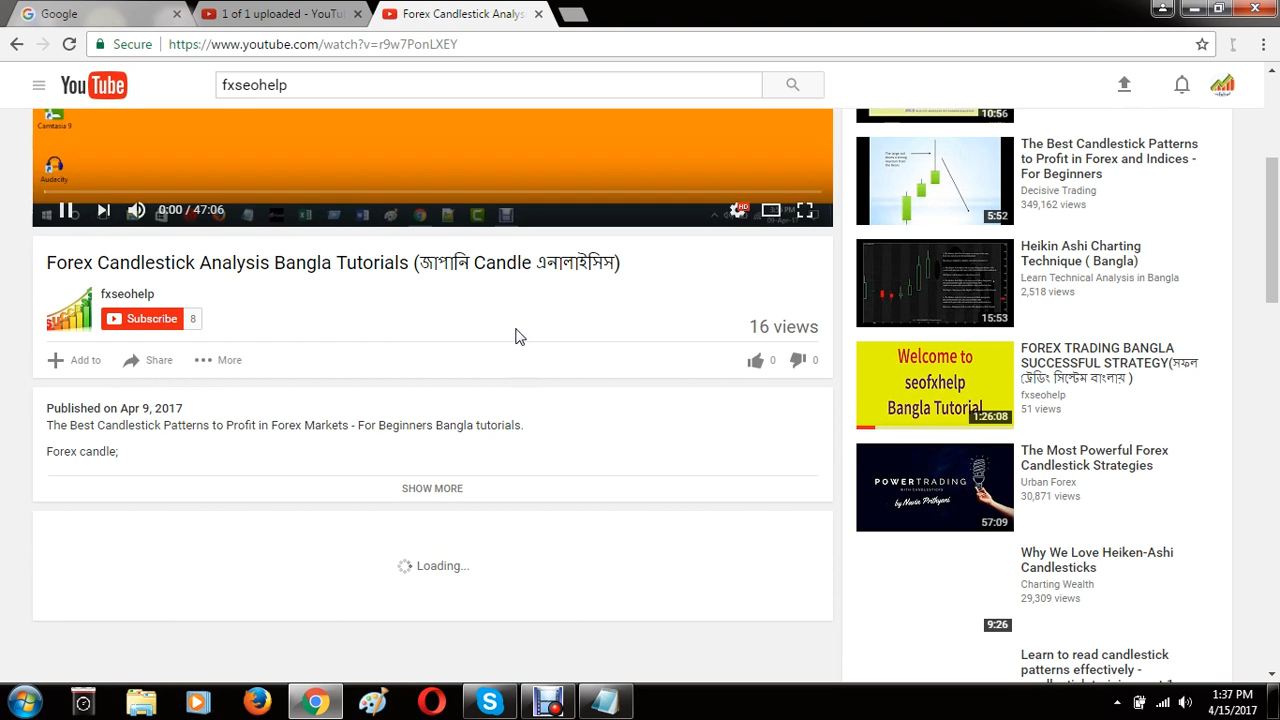 Google
1 of 1 uploaded - YouTu
Forex Candlestick Analys
Secure
https://www.youtube.com/watch?v=r9w7PonLXEY
YouTube
fxseohelp
Camtasia 9
Audacity
0:00 / 47:06
HD
Forex Candlestick Analysis Bangla Tutorials (জাপানি Candle এনালাইসিস)
fxseohelp
Subscribe 8
16 views
Add to
Share
More
0
0
Published on Apr 9, 2017
The Best Candlestick Patterns to Profit in Forex Markets - For Beginners Bangla tutorials.
Forex candle;
SHOW MORE
Loading...
10:56
The Best Candlestick Patterns
to Profit in Forex and Indices -
For Beginners
Decisive Trading
349,162 views
5:52
Heikin Ashi Charting
Technique ( Bangla)
Learn Technical Analysis in Bangla
2,518 views
15:53
FOREX TRADING BANGLA
SUCCESSFUL STRATEGY(সফল
ট্রেডিং সিস্টেম বাংলায় )
fxseohelp
51 views
Welcome to
seofxhelp
Bangla Tutorial
1:26:08
The Most Powerful Forex
Candlestick Strategies
Urban Forex
30,871 views
POWERTRADING
WITH CANDLESTICKS
by Navin Prithyani
57:09
Why We Love Heiken-Ashi
Candlesticks
Charting Wealth
29,309 views
9:26
Learn to read candlestick
patterns effectively -
1:37 PM
4/15/2017